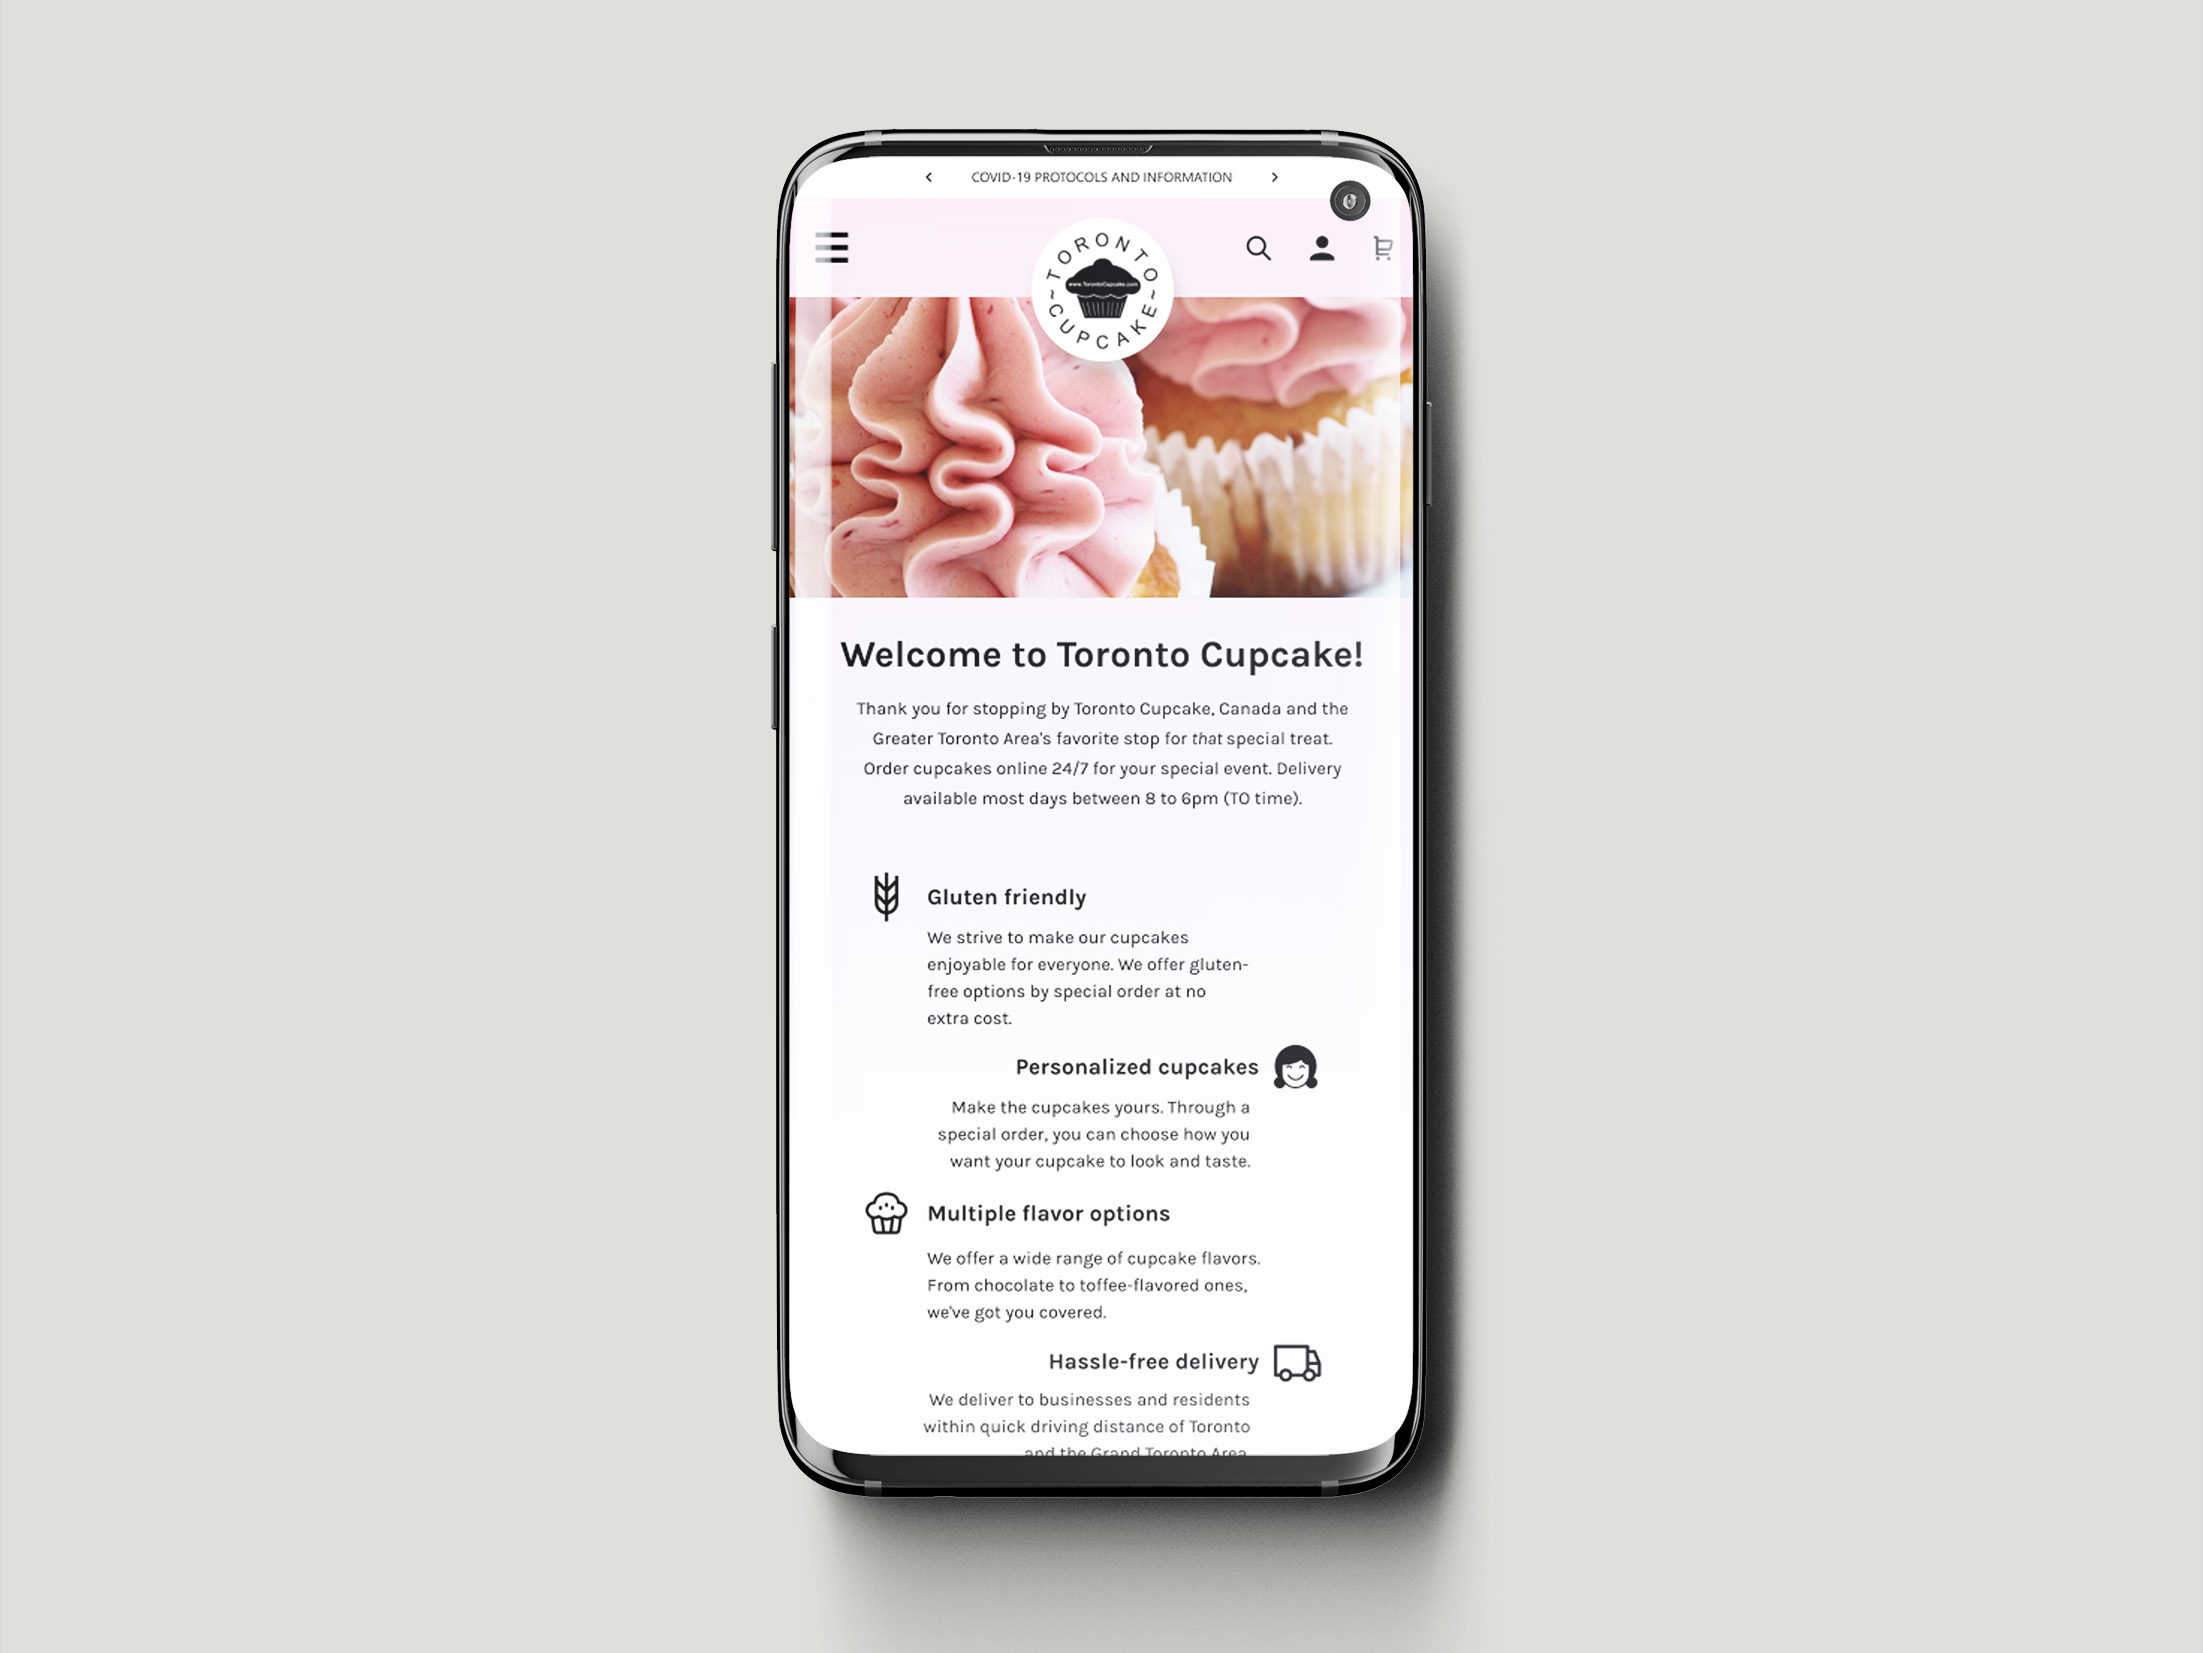 COVID-19 PROTOCOLS AND INFORMATION
TORONTO
www.TorontoCupcake.com
~CUPCAKE~
Welcome to Toronto Cupcake!
Thank you for stopping by Toronto Cupcake, Canada and the
Greater Toronto Area's favorite stop for that special treat.
Order cupcakes online 24/7 for your special event. Delivery
available most days between 8 to 6pm (TO time).
Gluten friendly
We strive to make our cupcakes
enjoyable for everyone. We offer gluten-
free options by special order at no
extra cost.
Personalized cupcakes
Make the cupcakes yours. Through a
special order, you can choose how you
want your cupcake to look and taste.
Multiple flavor options
We offer a wide range of cupcake flavors.
From chocolate to toffee-flavored ones,
we've got you covered.
Hassle-free delivery
We deliver to businesses and residents
within quick driving distance of Toronto
and the Grand Toronto Area